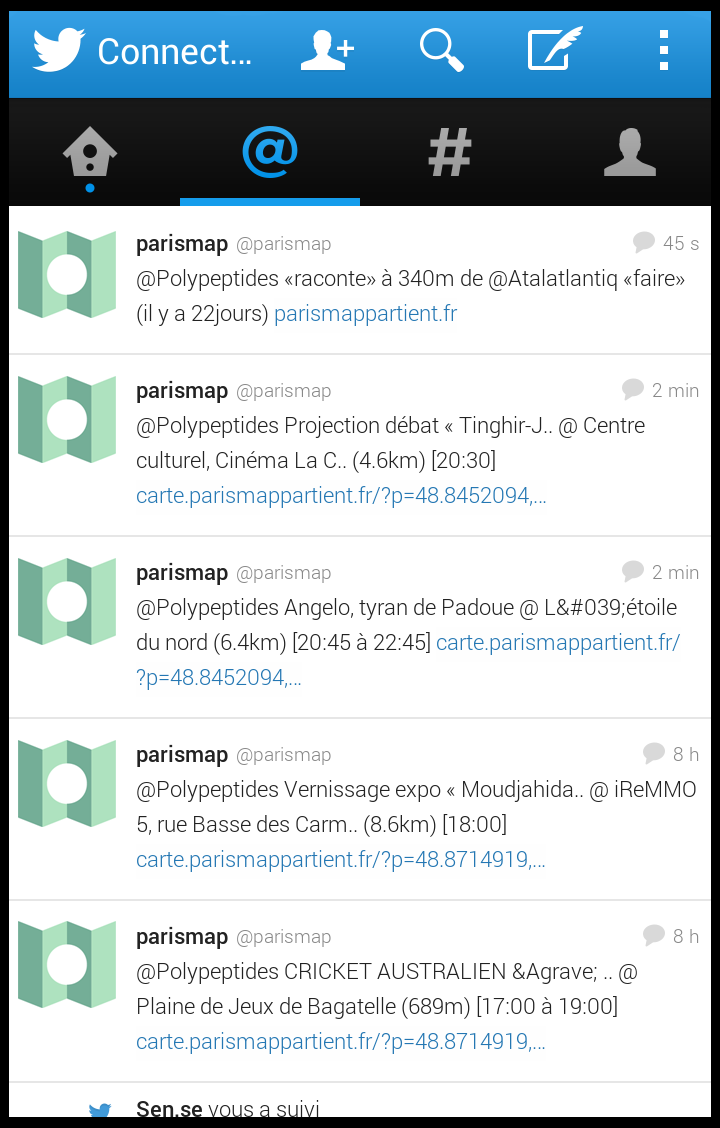 Connect...
parismap @parismap 45 s
@Polypeptides «raconte» à 340m de @Atalatlantiq «faire»
(il y a 22jours) parismappartient.fr
parismap @parismap 2 min
@Polypeptides Projection débat « Tinghir-J.. @ Centre
culturel, Cinéma La C.. (4.6km) [20:30]
carte.parismappartient.fr/?p=48.8452094,...
parismap @parismap 2 min
@Polypeptides Angelo, tyran de Padoue @ L&#039;étoile
du nord (6.4km) [20:45 à 22:45] carte.parismappartient.fr/
?p=48.8452094,...
parismap @parismap 8 h
@Polypeptides Vernissage expo « Moudjahida.. @ iReMMO
5, rue Basse des Carm.. (8.6km) [18:00]
carte.parismappartient.fr/?p=48.8714919,...
parismap @parismap 8 h
@Polypeptides CRICKET AUSTRALIEN &Agrave; .. @
Plaine de Jeux de Bagatelle (689m) [17:00 à 19:00]
carte.parismappartient.fr/?p=48.8714919,...
Sen.se vous a suivi